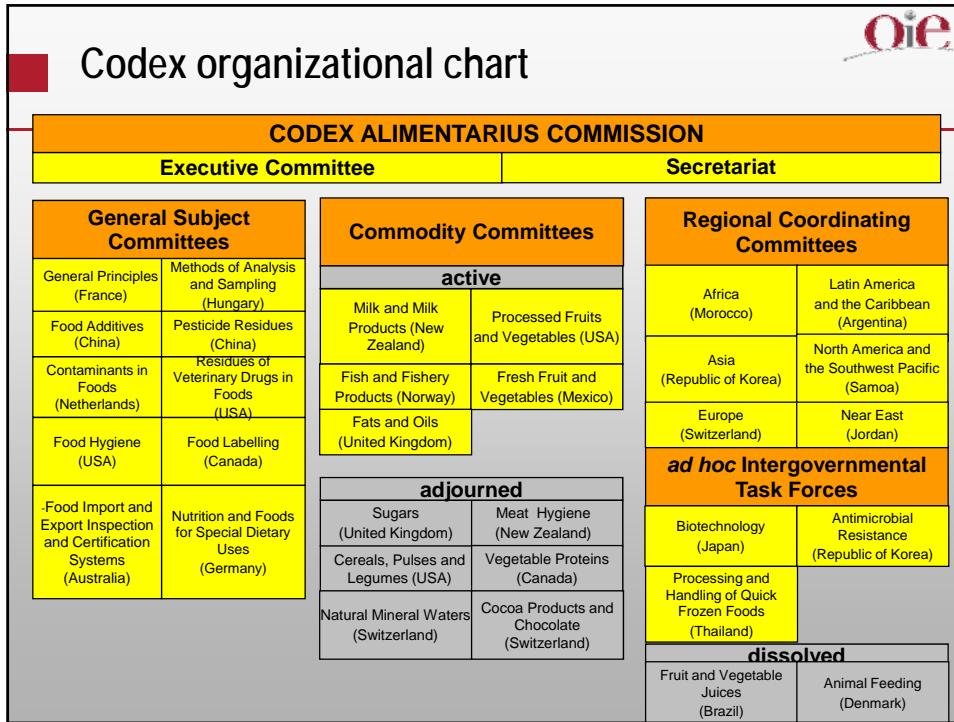 Codex organizational chart
oie
CODEX ALIMENTARIUS COMMISSION
Executive Committee
Secretariat
General Subject
Committees
General Principles
(France)
Methods of Analysis
and Sampling
(Hungary)
Food Additives
(China)
Pesticide Residues
(China)
Contaminants in
Foods
(Netherlands)
Residues of
Veterinary Drugs in
Foods
(USA)
Food Hygiene
(USA)
Food Labelling
(Canada)
-Food Import and
Export Inspection
and Certification
Systems
(Australia)
Nutrition and Foods
for Special Dietary
Uses
(Germany)
Commodity Committees
active
Milk and Milk
Products (New
Zealand)
Processed Fruits
and Vegetables (USA)
Fish and Fishery
Products (Norway)
Fresh Fruit and
Vegetables (Mexico)
Fats and Oils
(United Kingdom)
adjourned
Sugars
(United Kingdom)
Meat Hygiene
(New Zealand)
Cereals, Pulses and
Legumes (USA)
Vegetable Proteins
(Canada)
Natural Mineral Waters
(Switzerland)
Cocoa Products and
Chocolate
(Switzerland)
Regional Coordinating
Committees
Africa
(Morocco)
Latin America
and the Caribbean
(Argentina)
Asia
(Republic of Korea)
North America and
the Southwest Pacific
(Samoa)
Europe
(Switzerland)
Near East
(Jordan)
ad hoc Intergovernmental
Task Forces
Biotechnology
(Japan)
Antimicrobial
Resistance
(Republic of Korea)
Processing and
Handling of Quick
Frozen Foods
(Thailand)
dissolved
Fruit and Vegetable
Juices
(Brazil)
Animal Feeding
(Denmark)